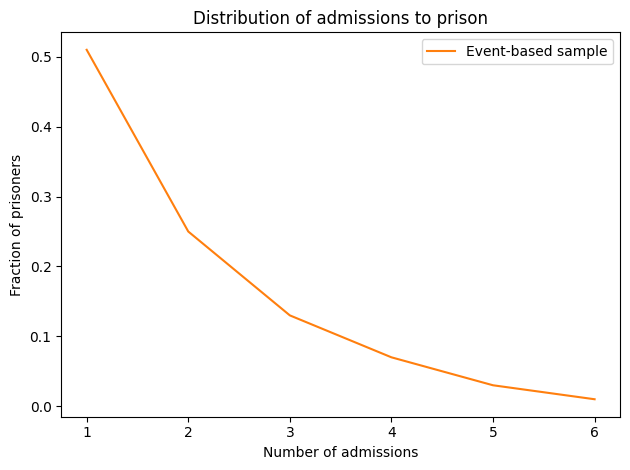 Distribution of admissions to prison
Event-based sample
Fraction of prisoners
0.5
0.4
0.3
0.2
0.1
0.0
1 2 3 4 5 6
Number of admissions